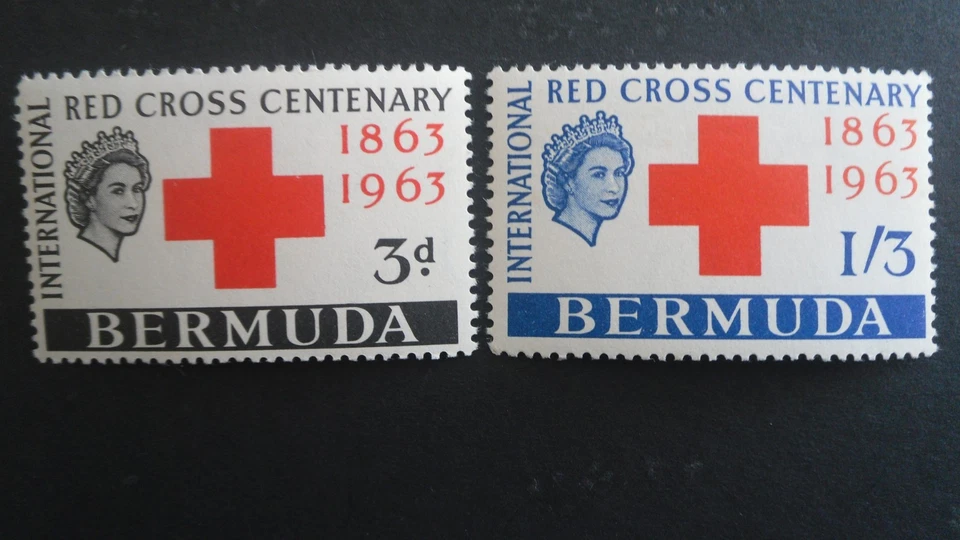 INTERNATIONAL
RED CROSS CENTENARY
1863
1963
3d.
BERMUDA
INTERNATIONAL
RED CROSS CENTENARY
1863
1963
1/3
BERMUDA